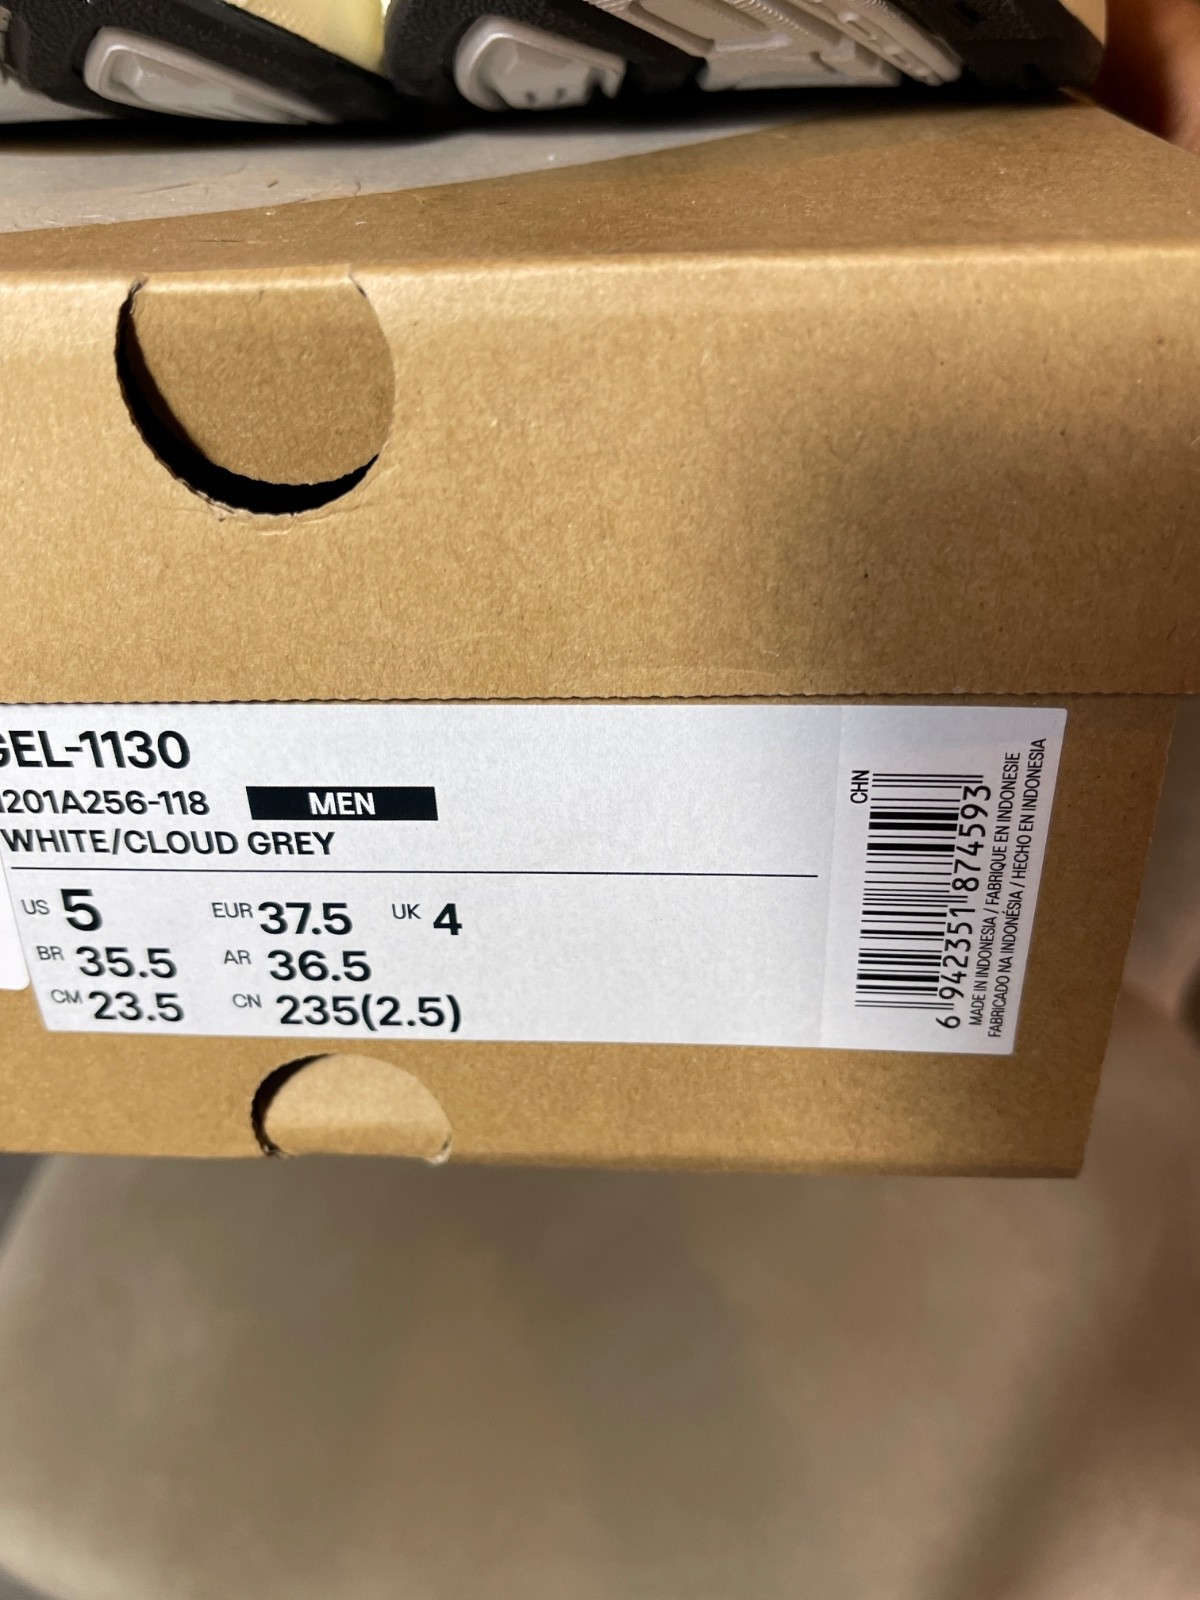 GEL-1130
1201A256-118 MEN
WHITE/CLOUD GREY
US 5 EUR 37.5 UK 4
BR 35.5 AR 36.5
CM 23.5 CN 235(2.5)
CHN
6 942351 874593
MADE IN INDONESIA / FABRIQUE EN INDONESIE
FABRICADO NA INDONÉSIA / HECHO EN INDONESIA